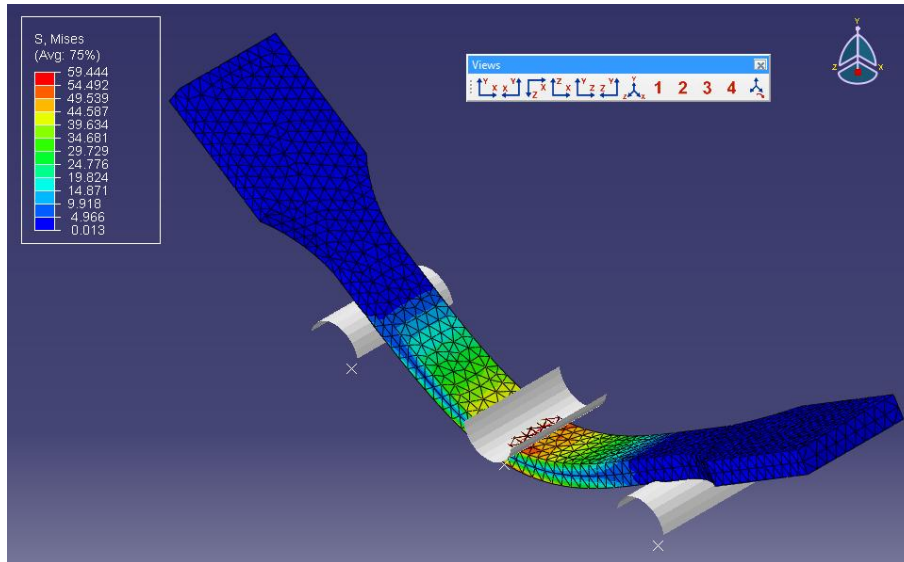 S, Mises
(Avg: 75%)
59.444
54.492
49.539
44.587
39.634
34.681
29.729
24.776
19.824
14.871
9.918
4.966
0.013
Views
Y X
X Y
Z X
Z X
Y Z
Z Y
Y Z X
1 2 3 4
Y
Z X